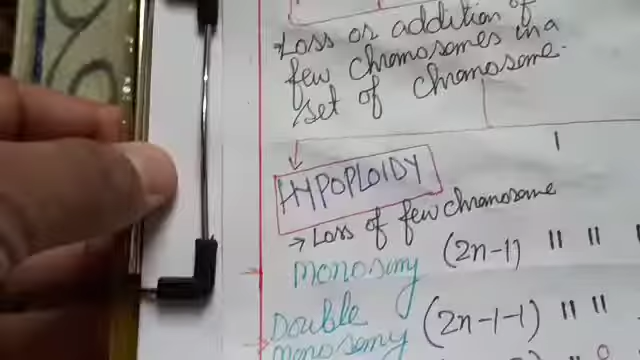 Loss or addition of
few chromosomes in a
set of chromosome.
HYPOPLOIDY
→ Loss of few chromosome
Monosomy (2n-1) " "
Double
monosomy (2n-1-1) " "